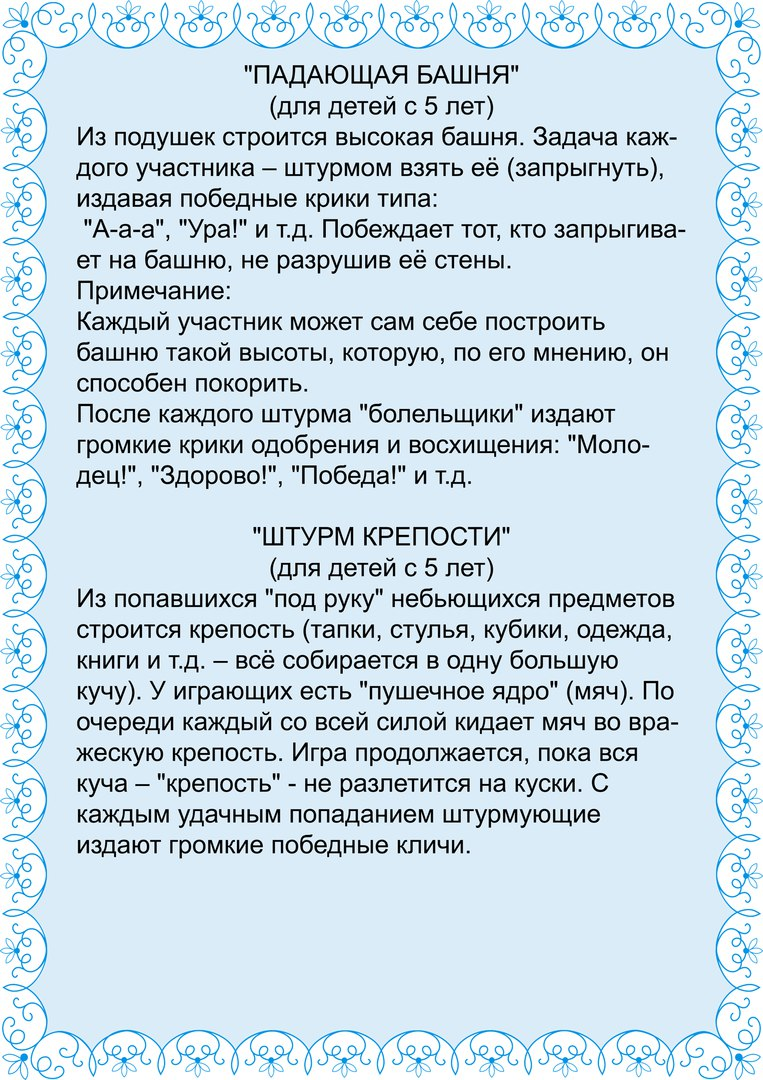 "ПАДАЮЩАЯ БАШНЯ"
(для детей с 5 лет)
Из подушек строится высокая башня. Задача каж-
дого участника – штурмом взять её (запрыгнуть),
издавая победные крики типа:
"А-а-а", "Ура!" и т.д. Побеждает тот, кто запрыгива-
ет на башню, не разрушив её стены.
Примечание:
Каждый участник может сам себе построить
башню такой высоты, которую, по его мнению, он
способен покорить.
После каждого штурма "болельщики" издают
громкие крики одобрения и восхищения: "Моло-
дец!", "Здорово!", "Победа!" и т.д.
"ШТУРМ КРЕПОСТИ"
(для детей с 5 лет)
Из попавшихся "под руку" небьющихся предметов
строится крепость (тапки, стулья, кубики, одежда,
книги и т.д. – всё собирается в одну большую
кучу). У играющих есть "пушечное ядро" (мяч). По
очереди каждый со всей силой кидает мяч во вра-
жескую крепость. Игра продолжается, пока вся
куча – "крепость" - не разлетится на куски. С
каждым удачным попаданием штурмующие
издают громкие победные кличи.